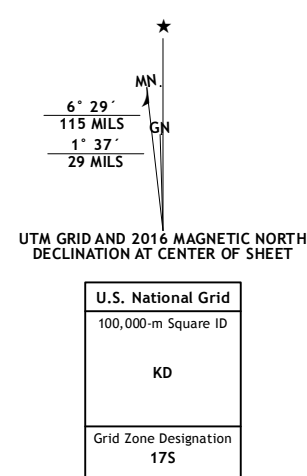 ★
MN
6° 29´
115 MILS
GN
1° 37´
29 MILS
UTM GRID AND 2016 MAGNETIC NORTH
DECLINATION AT CENTER OF SHEET
U.S. National Grid
100,000-m Square ID
KD
Grid Zone Designation
17S